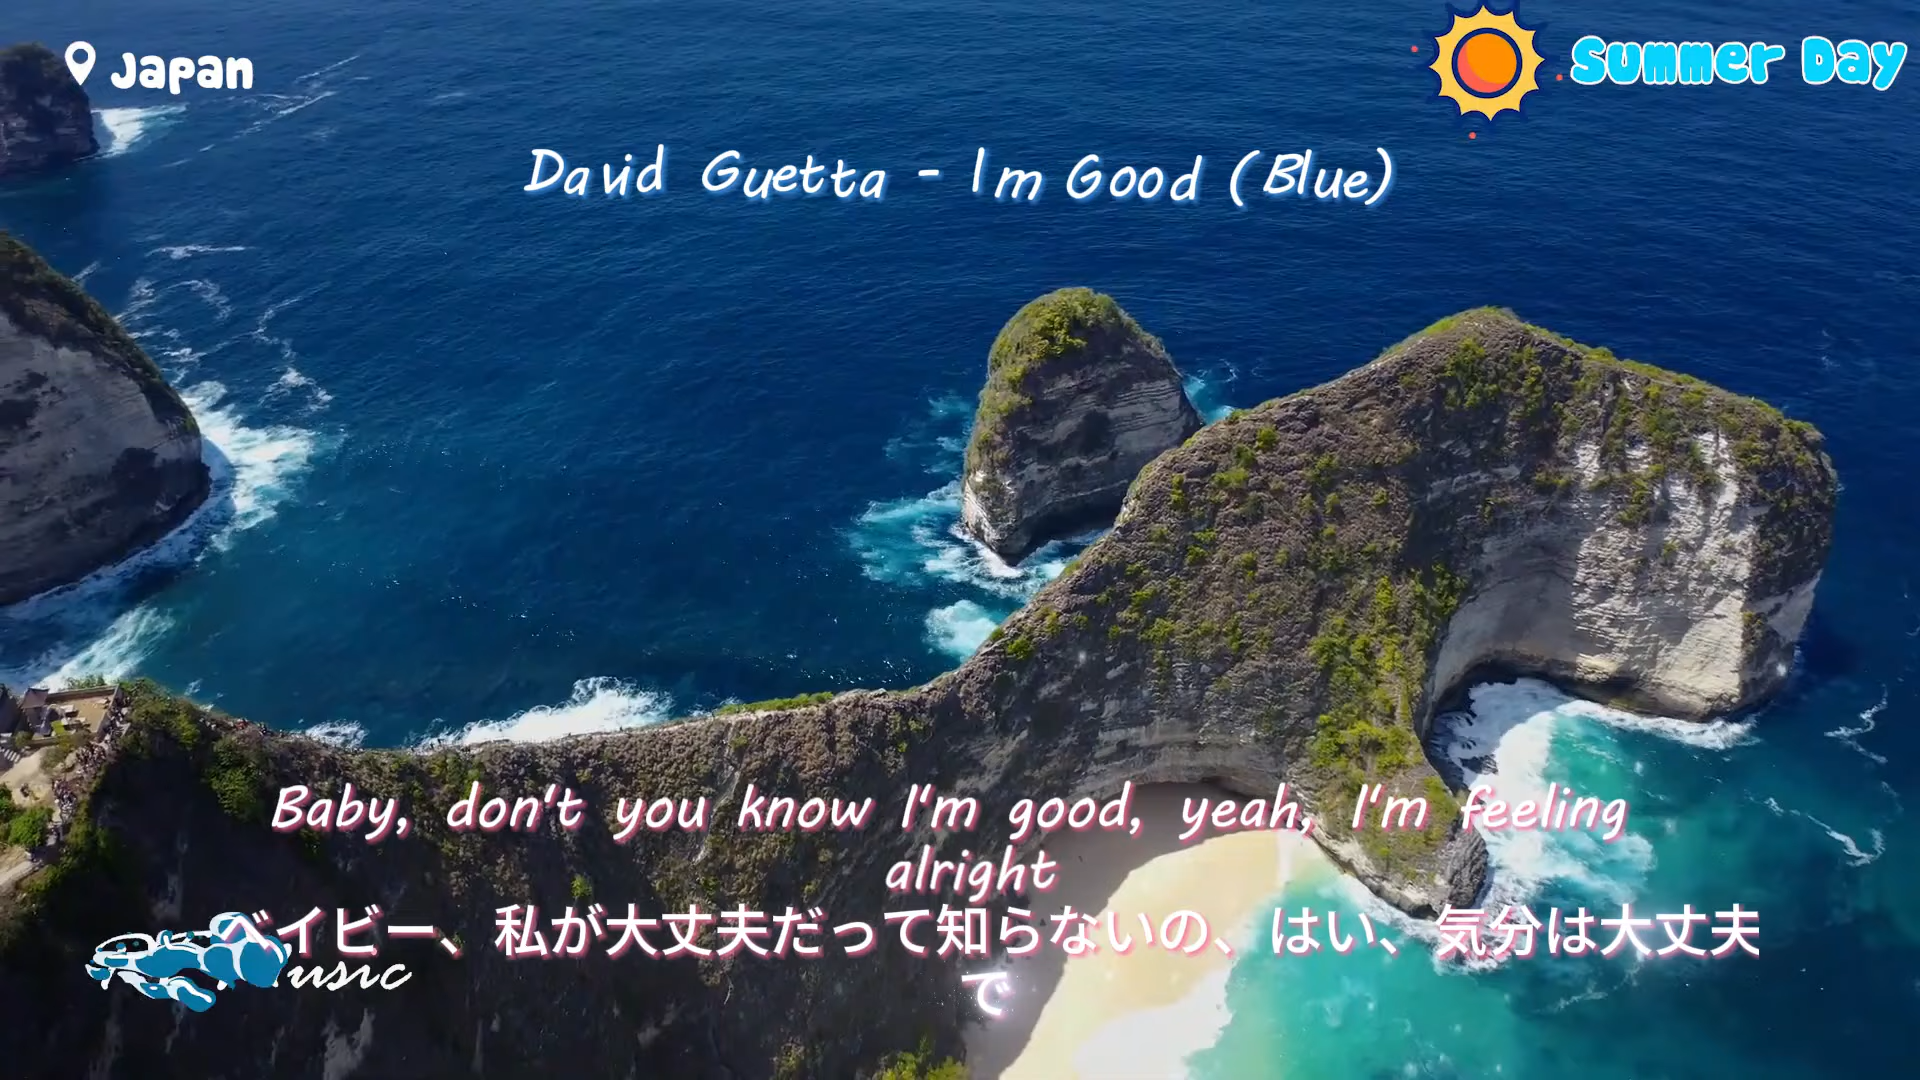 Japan
Summer Day
David Guetta - Im Good (Blue)
Baby, don't you know I'm good, yeah, I'm feeling
alright
ベイビー、私が大丈夫だって知らないの、はい、気分は大丈夫
で
usic